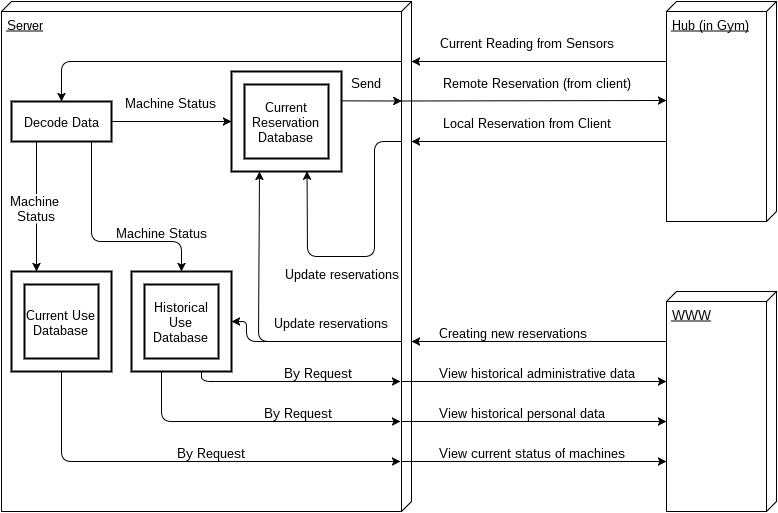 Server
Hub (in Gym)
Current Reading from Sensors
Send
Remote Reservation (from client)
Machine Status
Current
Reservation
Database
Decode Data
Local Reservation from Client
Machine
Status
Machine Status
Update reservations
Current Use
Database
Historical
Use
Database
Update reservations
Creating new reservations
WWW
By Request
View historical administrative data
By Request
View historical personal data
By Request
View current status of machines